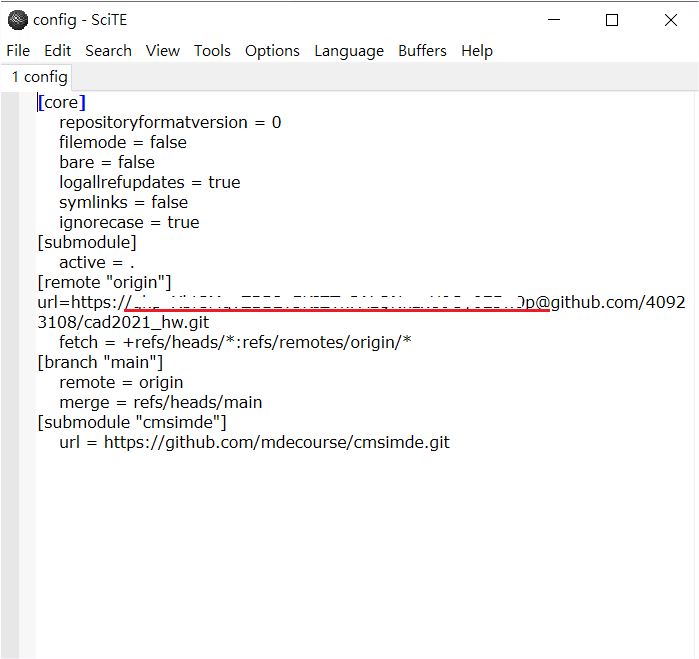 config - SciTE
File Edit Search View Tools Options Language Buffers Help
1 config
[core]
repositoryformatversion = 0
filemode = false
bare = false
logallrefupdates = true
symlinks = false
ignorecase = true
[submodule]
active = .
[remote "origin"]
url=https://@github.com/4092
3108/cad2021_hw.git
fetch = +refs/heads/*:refs/remotes/origin/*
[branch "main"]
remote = origin
merge = refs/heads/main
[submodule "cmsimde"]
url = https://github.com/mdecourse/cmsimde.git